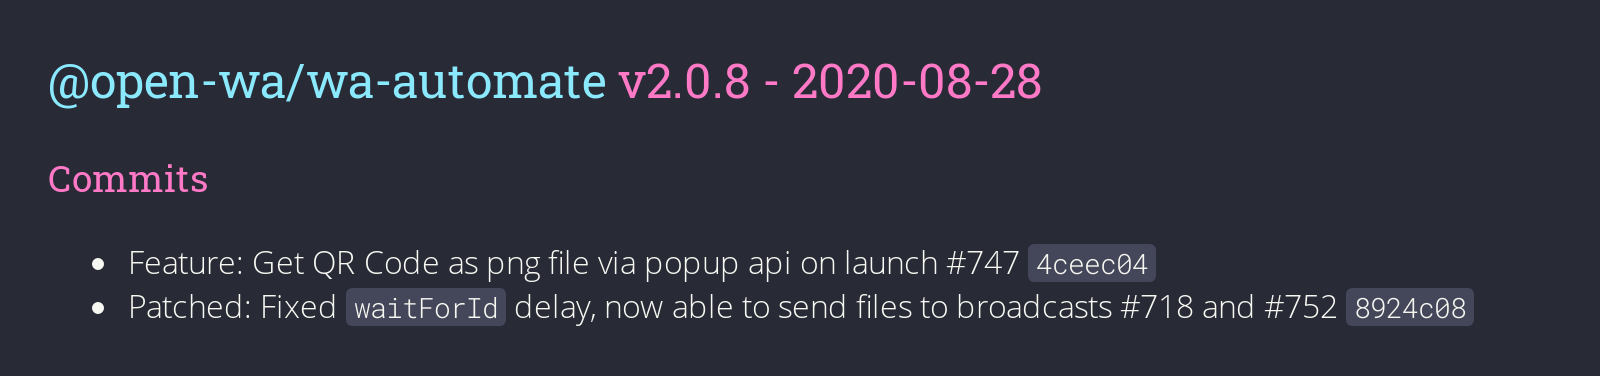 @open-wa/wa-automate v2.0.8 - 2020-08-28
Commits
• Feature: Get QR Code as png file via popup api on launch #747 4ceec04
• Patched: Fixed waitForId delay, now able to send files to broadcasts #718 and #752 8924c08